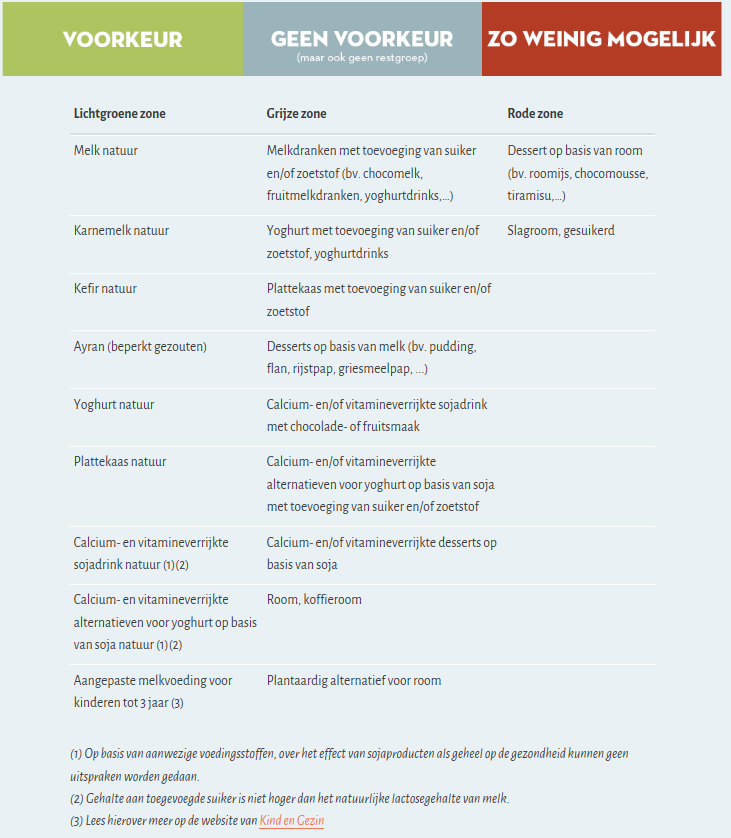 VOORKEUR
GEEN VOORKEUR
(maar ook geen restgroep)
ZO WEINIG MOGELIJK
Lichtgroene zone
Grijze zone
Rode zone
Melk natuur
Melkdranken met toevoeging van suiker
en/of zoetstof (bv. chocomelk,
fruitmelkdranken, yoghurtdrinks,...)
Dessert op basis van room
(bv. roomijs, chocomousse,
tiramisu,...)
Karnemelk natuur
Yoghurt met toevoeging van suiker en/of
zoetstof, yoghurtdrinks
Slagroom, gesuikerd
Kefir natuur
Plattekaas met toevoeging van suiker en/of
zoetstof
Ayran (beperkt gezouten)
Desserts op basis van melk (bv. pudding,
flan, rijstpap, griesmeelpap, ...)
Yoghurt natuur
Calcium- en/of vitamineverrijkte sojadrink
met chocolade- of fruitsmaak
Plattekaas natuur
Calcium- en/of vitamineverrijkte
alternatieven voor yoghurt op basis van soja
met toevoeging van suiker en/of zoetstof
Calcium- en vitamineverrijkte
sojadrink natuur (1)(2)
Calcium- en/of vitamineverrijkte desserts op
basis van soja
Calcium- en vitamineverrijkte
alternatieven voor yoghurt op basis
van soja natuur (1)(2)
Room, koffieroom
Aangepaste melkvoeding voor
kinderen tot 3 jaar (3)
Plantaardig alternatief voor room
(1) Op basis van aanwezige voedingsstoffen, over het effect van sojaproducten als geheel op de gezondheid kunnen geen
uitspraken worden gedaan.
(2) Gehalte aan toegevoegde suiker is niet hoger dan het natuurlijke lactosegehalte van melk.
(3) Lees hierover meer op de website van Kind en Gezin